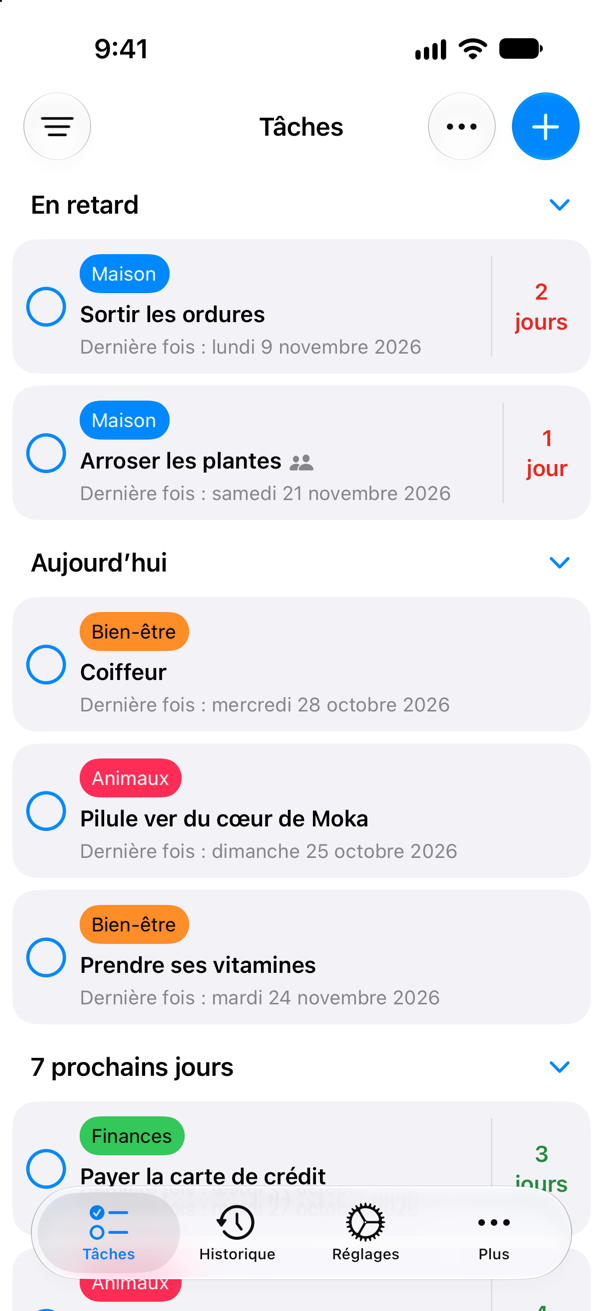 9:41
Tâches
En retard
Maison
Sortir les ordures
Dernière fois : lundi 9 novembre 2026
2
jours
Maison
Arroser les plantes
Dernière fois : samedi 21 novembre 2026
1
jour
Aujourd’hui
Bien-être
Coiffeur
Dernière fois : mercredi 28 octobre 2026
Animaux
Pilule ver du cœur de Moka
Dernière fois : dimanche 25 octobre 2026
Bien-être
Prendre ses vitamines
Dernière fois : mardi 24 novembre 2026
7 prochains jours
Finances
Payer la carte de crédit
3
jours
Tâches
Historique
Réglages
Plus
Animaux